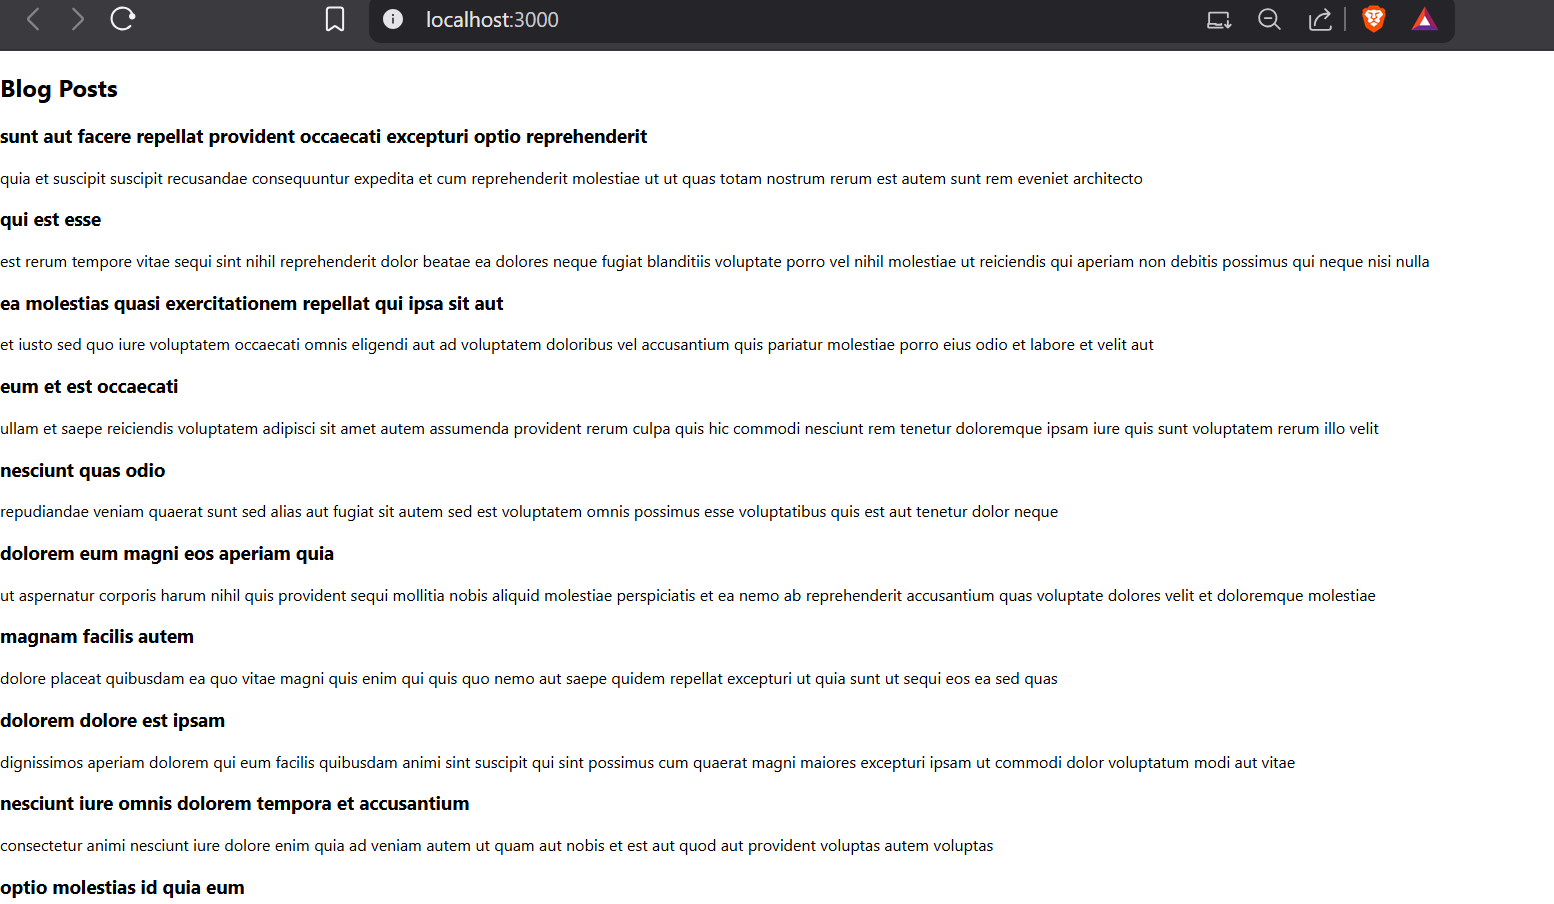 localhost:3000
Blog Posts
sunt aut facere repellat provident occaecati excepturi optio reprehenderit
quia et suscipit suscipit recusandae consequuntur expedita et cum reprehenderit molestiae ut ut quas totam nostrum rerum est autem sunt rem eveniet architecto
qui est esse
est rerum tempore vitae sequi sint nihil reprehenderit dolor beatae ea dolores neque fugiat blanditiis voluptate porro vel nihil molestiae ut reiciendis qui aperiam non debitis possimus qui neque nisi nulla
ea molestias quasi exercitationem repellat qui ipsa sit aut
et iusto sed quo iure voluptatem occaecati omnis eligendi aut ad voluptatem doloribus vel accusantium quis pariatur molestiae porro eius odio et labore et velit aut
eum et est occaecati
ullam et saepe reiciendis voluptatem adipisci sit amet autem assumenda provident rerum culpa quis hic commodi nesciunt rem tenetur doloremque ipsam iure quis sunt voluptatem rerum illo velit
nesciunt quas odio
repudiandae veniam quaerat sunt sed alias aut fugiat sit autem sed est voluptatem omnis possimus esse voluptatibus quis est aut tenetur dolor neque
dolorem eum magni eos aperiam quia
ut aspernatur corporis harum nihil quis provident sequi mollitia nobis aliquid molestiae perspiciatis et ea nemo ab reprehenderit accusantium quas voluptate dolores velit et doloremque molestiae
magnam facilis autem
dolore placeat quibusdam ea quo vitae magni quis enim qui quis quo nemo aut saepe quidem repellat excepturi ut quia sunt ut sequi eos ea sed quas
dolorem dolore est ipsam
dignissimos aperiam dolorem qui eum facilis quibusdam animi sint suscipit qui sint possimus cum quaerat magni maiores excepturi ipsam ut commodi dolor voluptatum modi aut vitae
nesciunt iure omnis dolorem tempora et accusantium
consectetur animi nesciunt iure dolore enim quia ad veniam autem ut quam aut nobis et est aut quod aut provident voluptas autem voluptas
optio molestias id quia eum